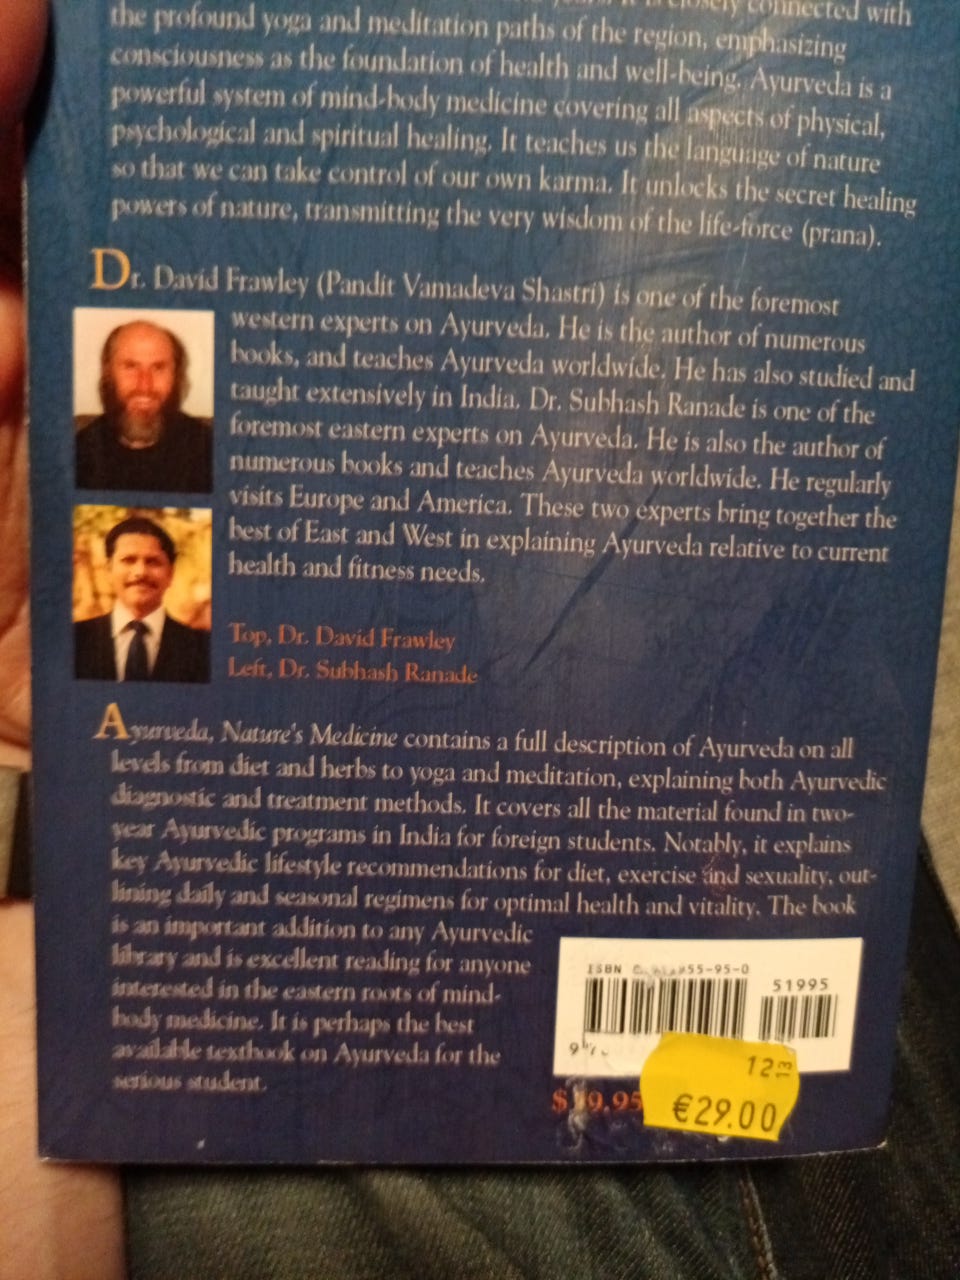 closely connected with
the profound yoga and meditation paths of the region, emphasizing
consciousness as the foundation of health and well-being. Ayurveda is a
powerful system of mind-body medicine covering all aspects of physical,
psychological and spiritual healing. It teaches us the language of nature
so that we can take control of our own karma. It unlocks the secret healing
powers of nature, transmitting the very wisdom of the life-force (prana).
Dr. David Frawley (Pandit Vamadeva Shastri) is one of the foremost
western experts on Ayurveda. He is the author of numerous
books, and teaches Ayurveda worldwide. He has also studied and
taught extensively in India. Dr. Subhash Ranade is one of the
foremost eastern experts on Ayurveda. He is also the author of
numerous books and teaches Ayurveda worldwide. He regularly
visits Europe and America. These two experts bring together the
best of East and West in explaining Ayurveda relative to current
health and fitness needs.
Top, Dr. David Frawley
Left, Dr. Subhash Ranade
Ayurveda, Nature's Medicine contains a full description of Ayurveda on all
levels from diet and herbs to yoga and meditation, explaining both Ayurvedic
diagnostic and treatment methods. It covers all the material found in two-
year Ayurvedic programs in India for foreign students. Notably, it explains
key Ayurvedic lifestyle recommendations for diet, exercise and sexuality, out-
lining daily and seasonal regimens for optimal health and vitality. The book
is an important addition to any Ayurvedic
library and is excellent reading for anyone
interested in the eastern roots of mind-
body medicine. It is perhaps the best
available textbook on Ayurveda for the
serious student.
ISBN 55-95-0
51995
12 13
€29.00